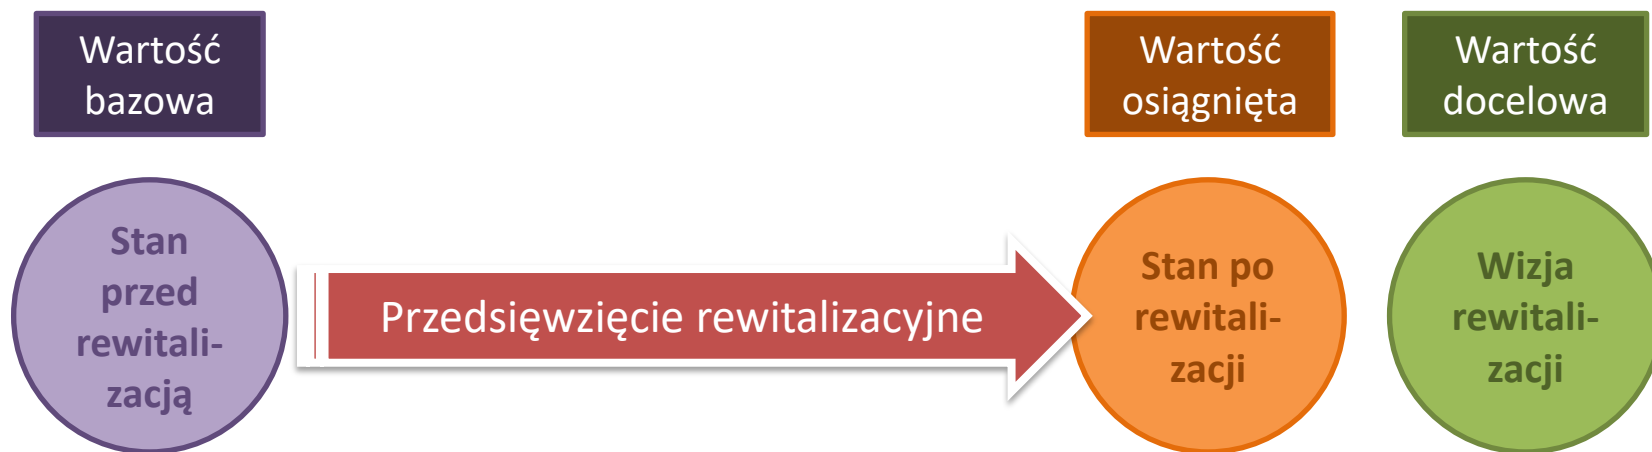 Wartość
bazowa
Wartość
osiągnięta
Wartość
docelowa
Stan
przed
rewitali-
zacją
Przedsięwzięcie rewitalizacyjne
Stan po
rewitali-
zacji
Wizja
rewitali-
zacji